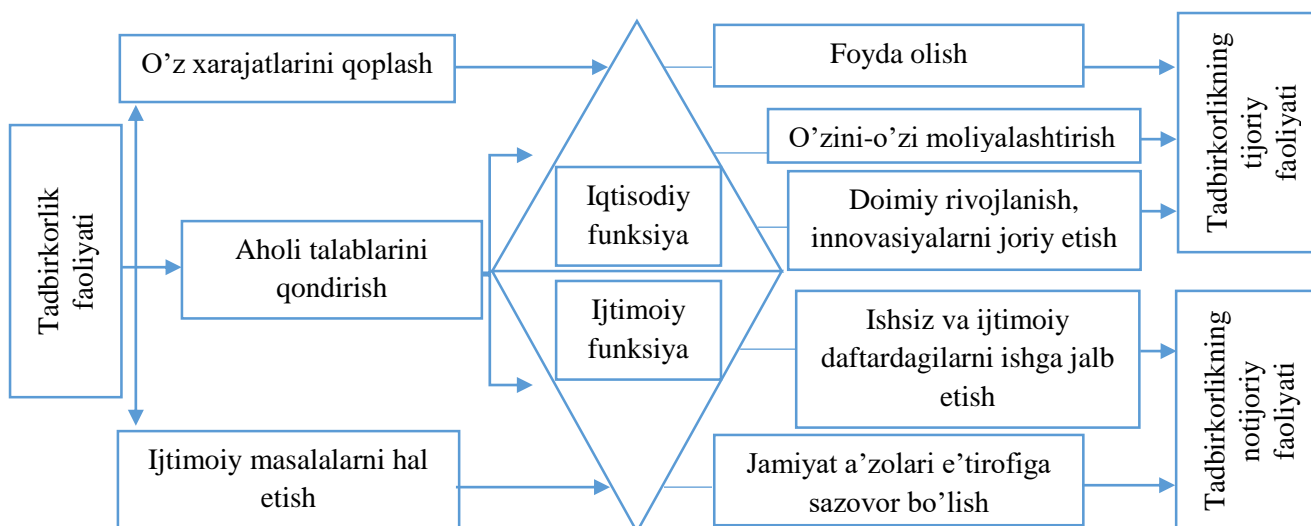 Tadbirkorlik
faoliyati
O’z xarajatlarini qoplash
Aholi talablarini
qondirish
Ijtimoiy masalalarni hal
etish
Iqtisodiy
funksiya
Ijtimoiy
funksiya
Foyda olish
O’zini-o’zi moliyalashtirish
Doimiy rivojlanish,
innovasiyalarni joriy etish
Ishsiz va ijtimoiy
daftardagilarni ishga jalb
etish
Jamiyat a’zolari e’tirofiga
sazovor bo’lish
Tadbirkorlikning
tijoriy
faoliyati
Tadbirkorlikning
notijoriy
faoliyati